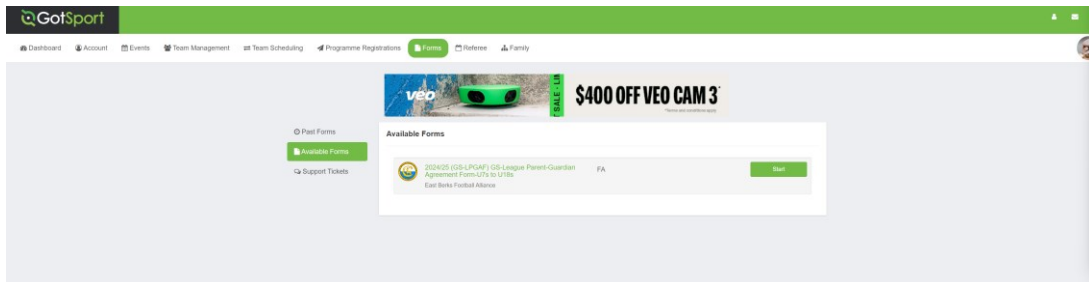 GotSport
Dashboard Account Events Team Management Team Scheduling Programme Registrations Forms Referee Family
veo
$400 OFF VEO CAM 3
Past Forms
Available Forms
Support Tickets
Available Forms
2024/25 (GS-LPGAF) GS-League Parent-Guardian
Agreement Form-U7s to U18s
East Berks Football Alliance
FA
Start